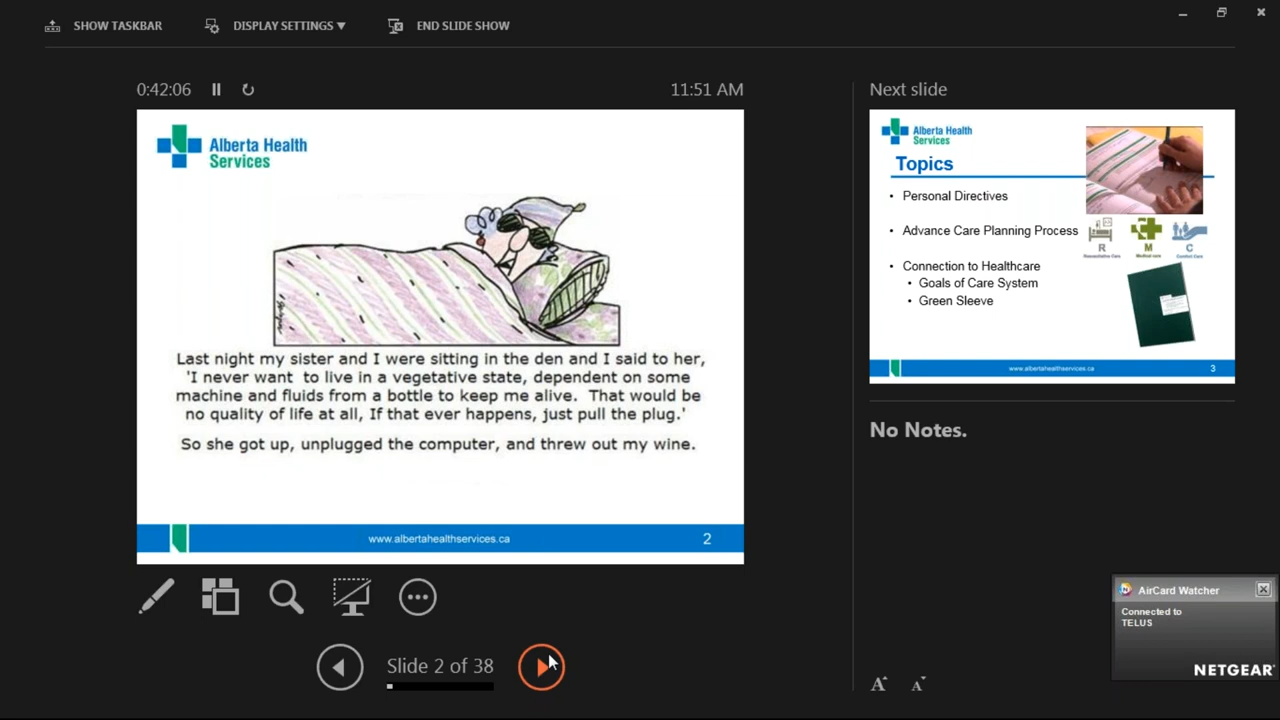 SHOW TASKBAR
DISPLAY SETTINGS ▼
END SLIDE SHOW
0:42:06
11:51 AM
Alberta Health
Services
Last night my sister and I were sitting in the den and I said to her,
'I never want to live in a vegetative state, dependent on some
machine and fluids from a bottle to keep me alive. That would be
no quality of life at all, If that ever happens, just pull the plug.'
So she got up, unplugged the computer, and threw out my wine.
www.albertahealthservices.ca
2
Slide 2 of 38
Next slide
Alberta Health
Services
Topics
• Personal Directives
• Advance Care Planning Process
• Connection to Healthcare
• Goals of Care System
• Green Sleeve
R
M
C
Resuscitative Care
Medical care
Comfort Care
www.albertahealthservices.ca
3
No Notes.
A
A
AirCard Watcher
Connected to
TELUS
NETGEAR